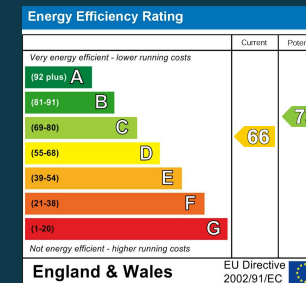 Energy Efficiency Rating
Current
Very energy efficient - lower running costs
(92 plus) A
(81-91) B
(69-80) C
(55-68) D
(39-54) E
(21-38) F
(1-20) G
66
Not energy efficient - higher running costs
England & Wales
EU Directive
2002/91/EC